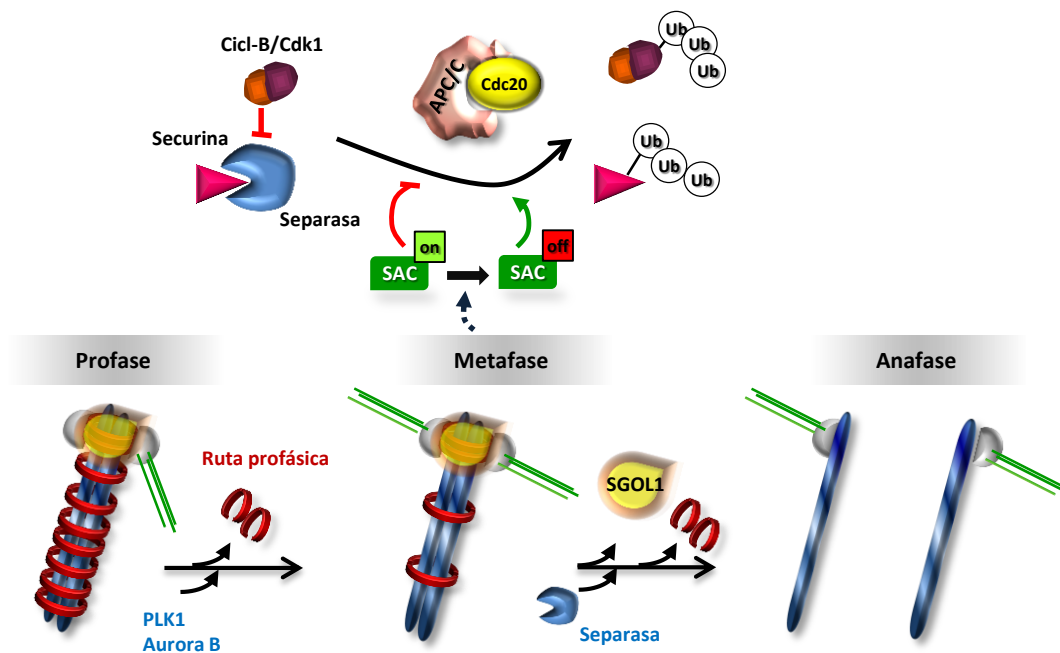 Cicl-B/Cdk1
APC/C
Cdc20
Ub
Ub
Ub
Securina
Separasa
Ub
Ub
Ub
on
off
SAC
SAC
Profase
Metafase
Anafase
Ruta profásica
SGOL1
PLK1
Aurora B
Separasa